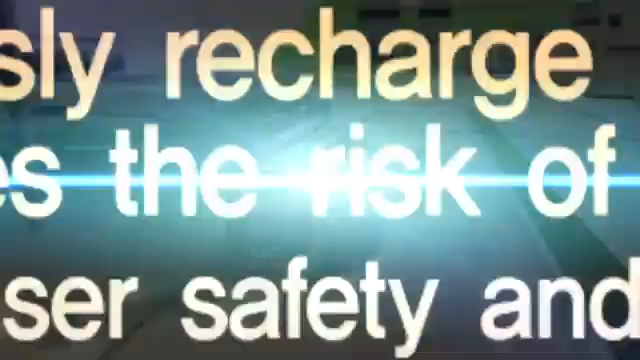 sly recharge
es the risk of
ser safety and